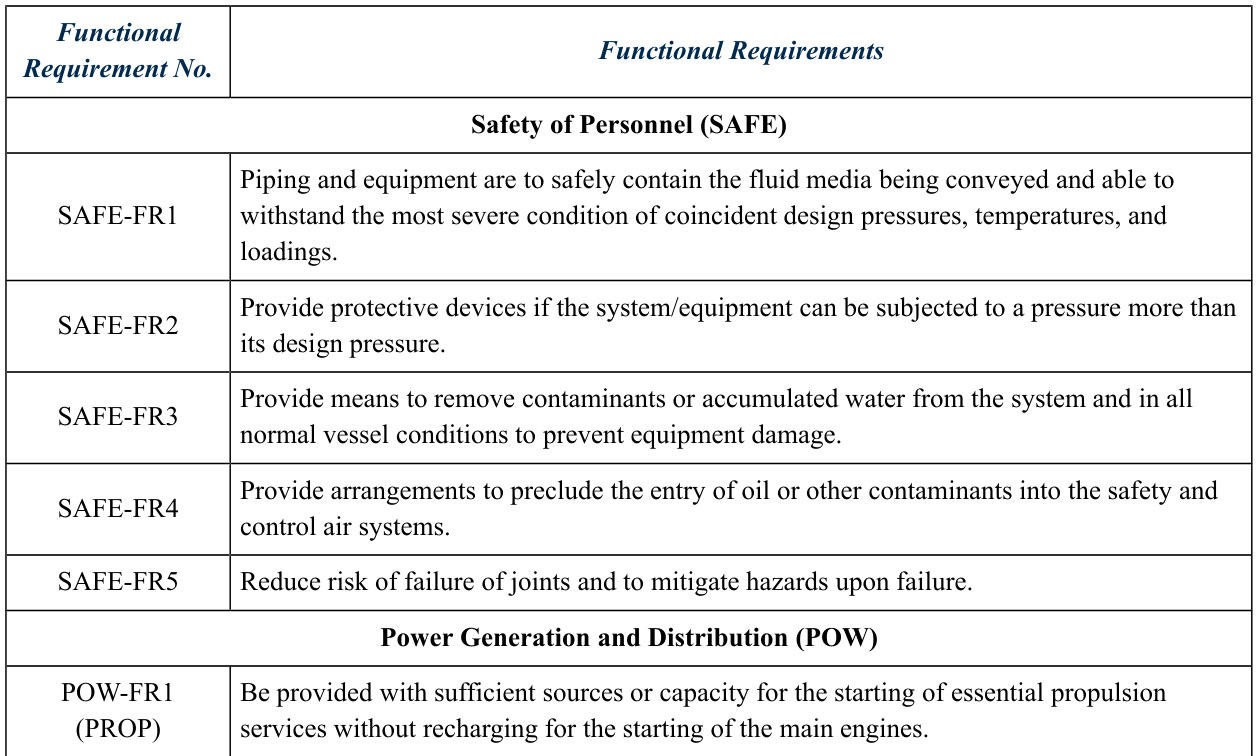 Functional
Requirement No.
Functional Requirements
Safety of Personnel (SAFE)
SAFE-FR1
Piping and equipment are to safely contain the fluid media being conveyed and able to
withstand the most severe condition of coincident design pressures, temperatures, and
loadings.
SAFE-FR2
Provide protective devices if the system/equipment can be subjected to a pressure more than
its design pressure.
SAFE-FR3
Provide means to remove contaminants or accumulated water from the system and in all
normal vessel conditions to prevent equipment damage.
SAFE-FR4
Provide arrangements to preclude the entry of oil or other contaminants into the safety and
control air systems.
SAFE-FR5
Reduce risk of failure of joints and to mitigate hazards upon failure.
Power Generation and Distribution (POW)
POW-FR1
(PROP)
Be provided with sufficient sources or capacity for the starting of essential propulsion
services without recharging for the starting of the main engines.